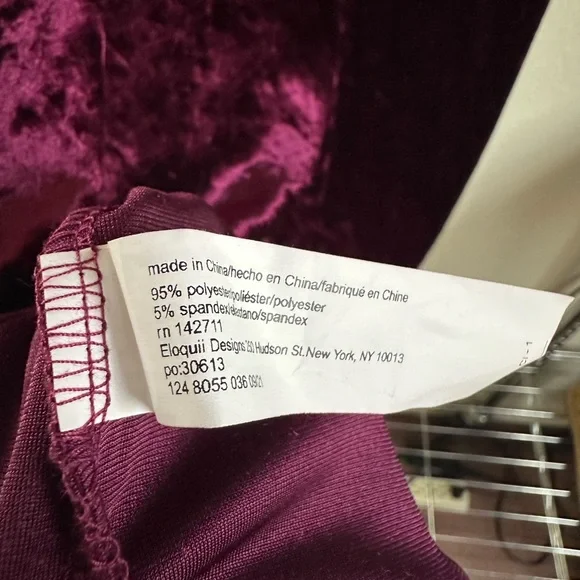 made in China/hecho en China/fabriqué en Chine
95% polyester/poliéster/polyester
5% spandex/elastano/spandex
rn 142711
Eloquii Designs Hudson St.New York, NY 10013
po:30613
124 8055 036 0921